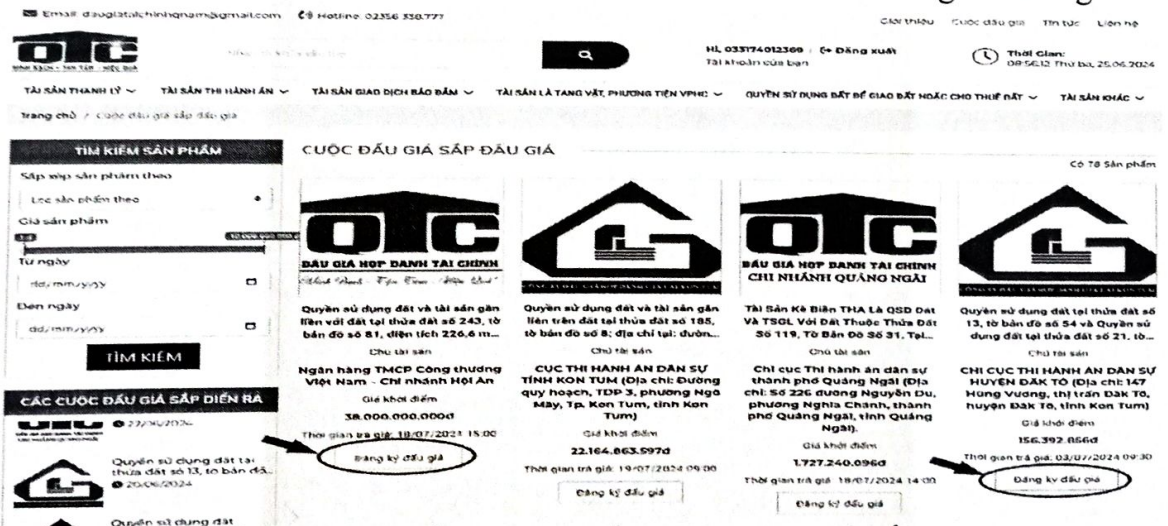 Email: daugiataichinhqnam@gmail.com
Hotline: 02356 338.777
Giới thiệu Cuộc đấu giá Tin tức Liên hệ
QTC
Hi, 033174012369 Đăng xuất
Tài khoản của bạn
Thời Gian:
08:56:12 Thứ ba, 25.06.2024
TÀI SẢN THANH LÝ
TÀI SẢN THI HÀNH ÁN
TÀI SẢN GIAO DỊCH BẢO ĐẢM
TÀI SẢN LÀ TANG VẬT, PHƯƠNG TIỆN VPHC
QUYỀN SỬ DỤNG ĐẤT ĐỂ GIAO ĐẤT HOẶC CHO THUÊ ĐẤT
TÀI SẢN KHÁC
Trang chủ / Cuộc đấu giá sắp đấu giá
TÌM KIẾM SẢN PHẨM
Sắp xếp sản phẩm theo
Lọc sản phẩm theo
Giá sản phẩm
Từ ngày
dd/mm/yyyy
Đến ngày
dd/mm/yyyy
TÌM KIẾM
CÁC CUỘC ĐẤU GIÁ SẮP DIỄN RA
Quyền sử dụng đất tại
thửa đất số 13, tờ bản đồ...
20/06/2024
Quyền sử dụng đất
CUỘC ĐẤU GIÁ SẮP ĐẤU GIÁ
Có 78 Sản phẩm
QTC
ĐẤU GIÁ HỢP DANH TÀI CHÍNH
Quyền sử dụng đất và tài sản gắn
liền với đất tại thửa đất số 243, tờ
bản đồ số 81, diện tích 226,6 m...
Chủ tài sản
Ngân hàng TMCP Công thương
Việt Nam - Chi nhánh Hội An
Giá khởi điểm
38.000.000.000đ
Thời gian trả giá: 18/07/2024 15:00
Đăng ký đấu giá
Quyền sử dụng đất và tài sản gắn
liền trên đất tại thửa đất số 185,
tờ bản đồ số 8; địa chỉ tại: đườn...
Chủ tài sản
CỤC THI HÀNH ÁN DÂN SỰ
TỈNH KON TUM (Địa chỉ: Đường
quy hoạch, TDP 3, phường Ngô
Mây, Tp. Kon Tum, tỉnh Kon
Tum)
Giá khởi điểm
22.164.863.597đ
Thời gian trả giá: 19/07/2024 09:00
Đăng ký đấu giá
QTC
ĐẤU GIÁ HỢP DANH TÀI CHÍNH
CHI NHÁNH QUẢNG NGÃI
Tài Sản Kê Biên THA Là QSD Đất
Và TSGL Với Đất Thuộc Thửa Đất
Số 119, Tờ Bản Đồ Số 31, Tại...
Chủ tài sản
Chi cục Thi hành án dân sự
thành phố Quảng Ngãi (Địa
chỉ: Số 226 đường Nguyễn Du,
phường Nghĩa Chánh, thành
phố Quảng Ngãi, tỉnh Quảng
Ngãi).
Giá khởi điểm
1.727.240.096đ
Thời gian trả giá: 18/07/2024 14:00
Đăng ký đấu giá
Quyền sử dụng đất tại thửa đất số
13, tờ bản đồ số 54 và Quyền sử
dụng đất tại thửa đất số 21, tờ...
Chủ tài sản
CHI CỤC THI HÀNH ÁN DÂN SỰ
HUYỆN ĐĂK TÔ (Địa chỉ: 147
Hùng Vương, thị trấn Đăk Tô,
huyện Đăk Tô, tỉnh Kon Tum)
Giá khởi điểm
156.392.866đ
Thời gian trả giá: 03/07/2024 09:30
Đăng ký đấu giá